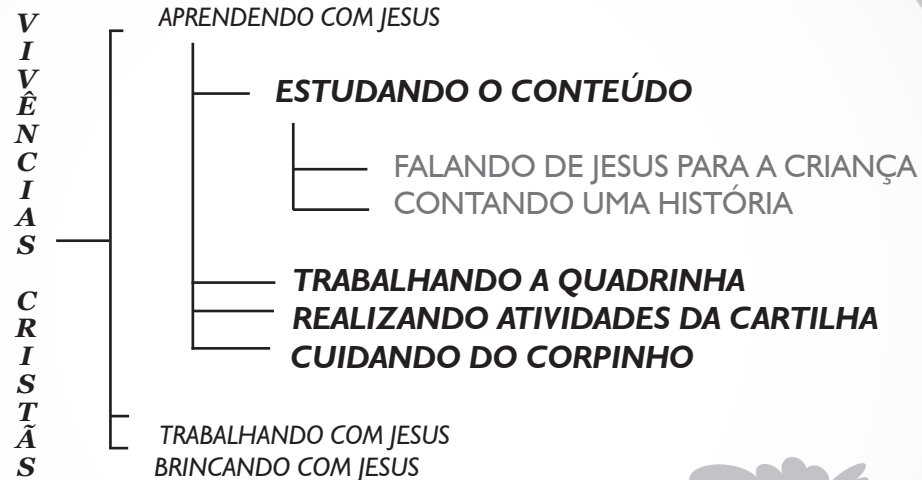 VIVÊNCIAS CRISTÃS
APRENDENDO COM JESUS
ESTUDANDO O CONTEÚDO
FALANDO DE JESUS PARA A CRIANÇA
CONTANDO UMA HISTÓRIA
TRABALHANDO A QUADRINHA
REALIZANDO ATIVIDADES DA CARTILHA
CUIDANDO DO CORPINHO
TRABALHANDO COM JESUS
BRINCANDO COM JESUS